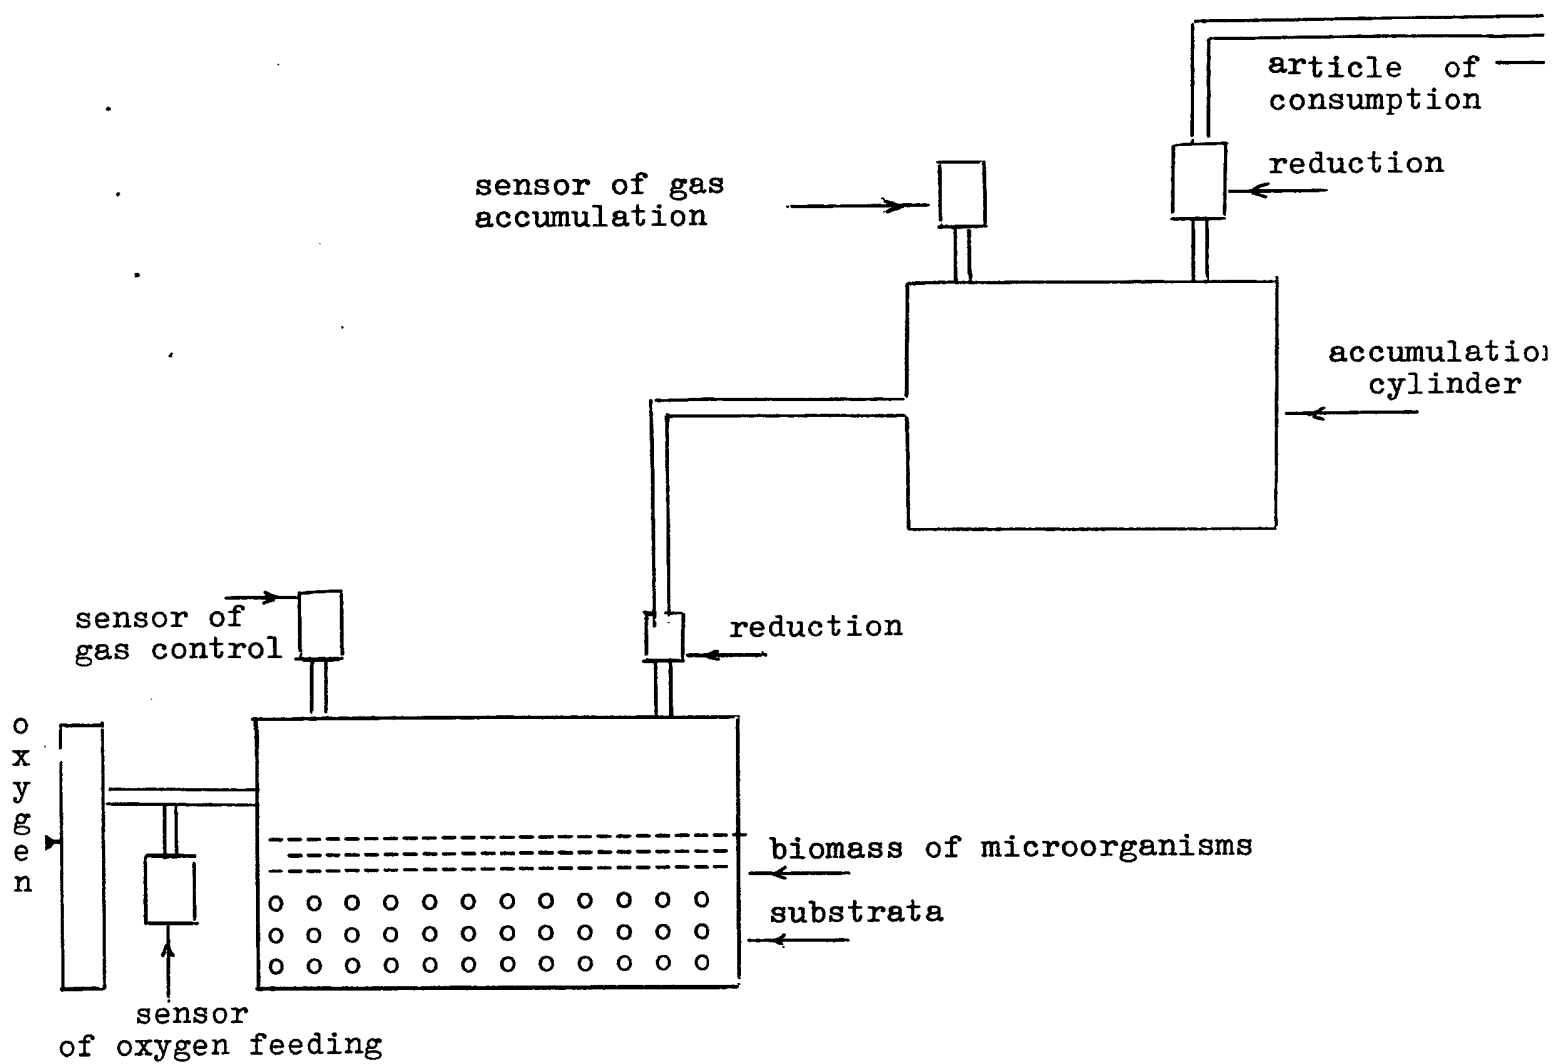 article of
consumption
reduction
sensor of gas
accumulation
cylinder
sensor of
gas control
reduction
oxygen
biomass of microorganisms
substrata
sensor
of oxygen feeding